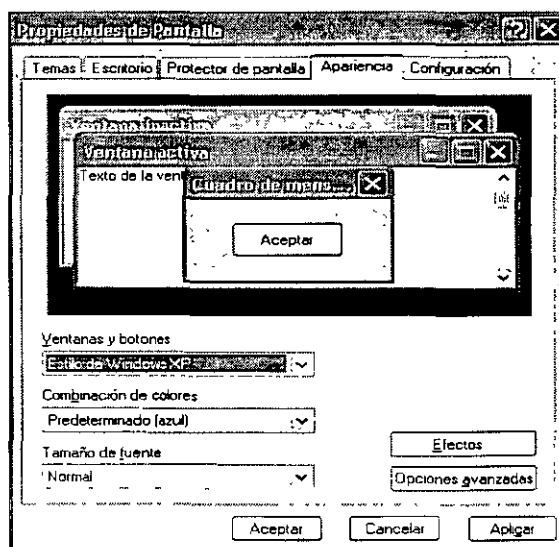 Propiedades de Pantalla
Temas Escritorio Protector de pantalla Apariencia Configuración
Ventana inactiva
Ventana activa
Texto de la vent
Cuadro de mens...
Aceptar
Ventanas y botones
Estilo de Windows XP
Combinación de colores
Predeterminado (azul)
Efectos
Tamaño de fuente
Normal
Opciones avanzadas
Aceptar Cancelar Aplicar